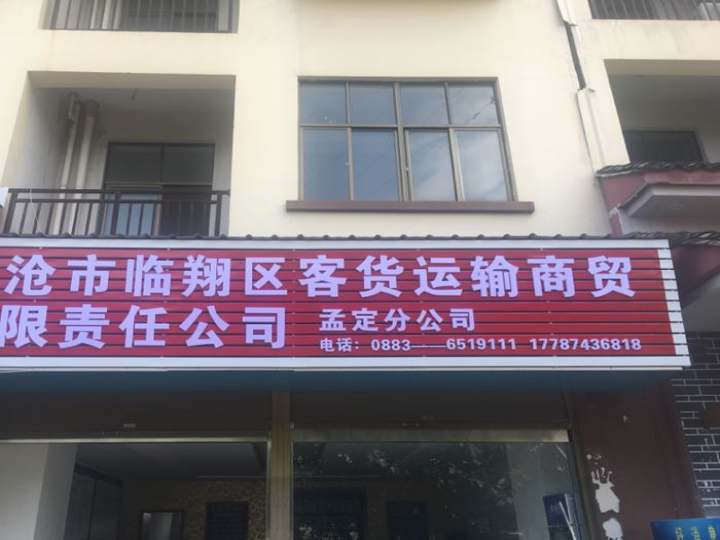 沧市临翔区客货运输商贸
限责任公司 孟定分公司
电话：0883——6519111 17787436818